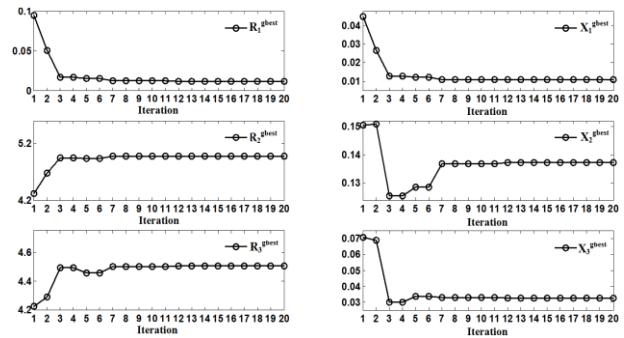 0.1
0.05
0
R₁ᵍᵇᵉˢᵗ
1 2 3 4 5 6 7 8 9 10 11 12 13 14 15 16 17 18 19 20
Iteration
0.04
0.03
0.02
0.01
X₁ᵍᵇᵉˢᵗ
1 2 3 4 5 6 7 8 9 10 11 12 13 14 15 16 17 18 19 20
Iteration
5.2
4.2
R₂ᵍᵇᵉˢᵗ
1 2 3 4 5 6 7 8 9 10 11 12 13 14 15 16 17 18 19 20
Iteration
0.15
0.14
0.13
X₂ᵍᵇᵉˢᵗ
1 2 3 4 5 6 7 8 9 10 11 12 13 14 15 16 17 18 19 20
Iteration
4.6
4.4
4.2
R₃ᵍᵇᵉˢᵗ
1 2 3 4 5 6 7 8 9 10 11 12 13 14 15 16 17 18 19 20
Iteration
0.07
0.06
0.05
0.04
0.03
X₃ᵍᵇᵉˢᵗ
1 2 3 4 5 6 7 8 9 10 11 12 13 14 15 16 17 18 19 20
Iteration